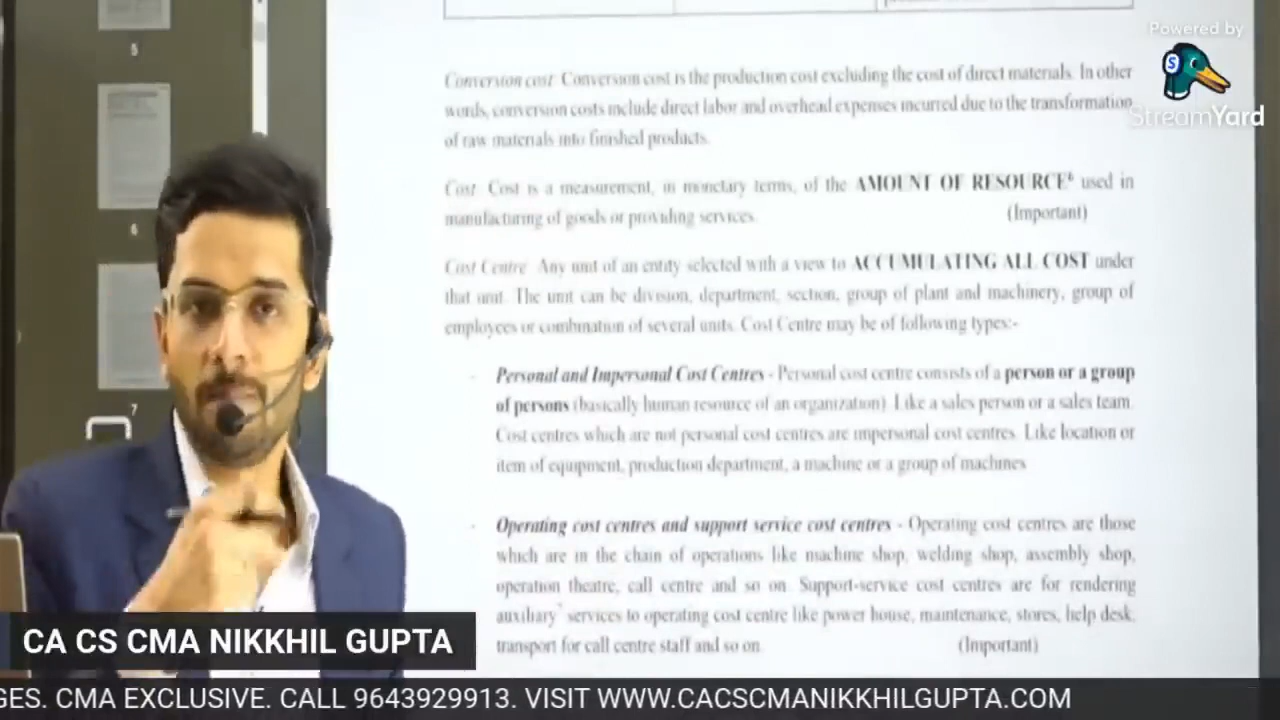 5
6
7
Powered by
S
StreamYard
Conversion cost Conversion cost is the production cost excluding the cost of direct materials. In other
words, conversion costs include direct labor and overhead expenses incurred due to the transformation
of raw materials into finished products.
Cost Cost is a measurement, in monetary terms, of the AMOUNT OF RESOURCE6 used in
manufacturing of goods or providing services. (Important)
Cost Centre Any unit of an entity selected with a view to ACCUMULATING ALL COST under
that unit. The unit can be division, department, section, group of plant and machinery, group of
employees or combination of several units. Cost Centre may be of following types:-
- Personal and Impersonal Cost Centres - Personal cost centre consists of a person or a group
of persons (basically human resource of an organization). Like a sales person or a sales team.
Cost centres which are not personal cost centres are impersonal cost centres. Like location or
item of equipment, production department, a machine or a group of machines
- Operating cost centres and support service cost centres - Operating cost centres are those
which are in the chain of operations like machine shop, welding shop, assembly shop,
operation theatre, call centre and so on. Support-service cost centres are for rendering
auxiliary services to operating cost centre like power house, maintenance, stores, help desk,
transport for call centre staff and so on. (Important)
CA CS CMA NIKKHIL GUPTA
GES. CMA EXCLUSIVE. CALL 9643929913. VISIT WWW.CACSCMANIKKHILGUPTA.COM